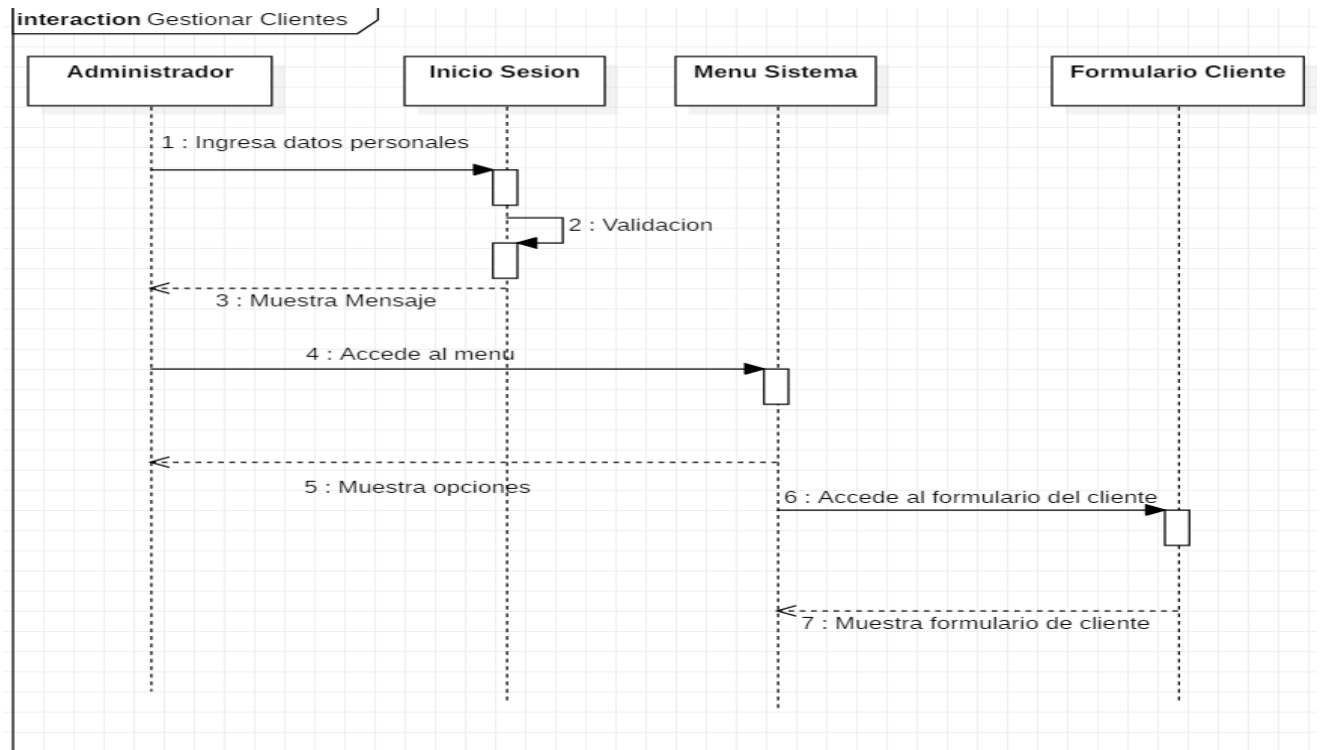 interaction Gestionar Clientes
Administrador
Inicio Sesion
Menu Sistema
Formulario Cliente
1 : Ingresa datos personales
2 : Validacion
3 : Muestra Mensaje
4 : Accede al menu
5 : Muestra opciones
6 : Accede al formulario del cliente
7 : Muestra formulario de cliente